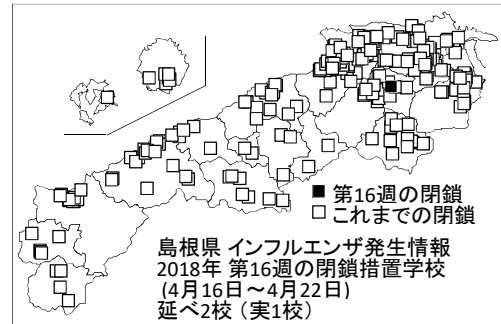 ■ 第16週の閉鎖
□ これまでの閉鎖
島根県 インフルエンザ発生情報
2018年 第16週の閉鎖措置学校
(4月16日～4月22日)
延べ2校 (実1校)